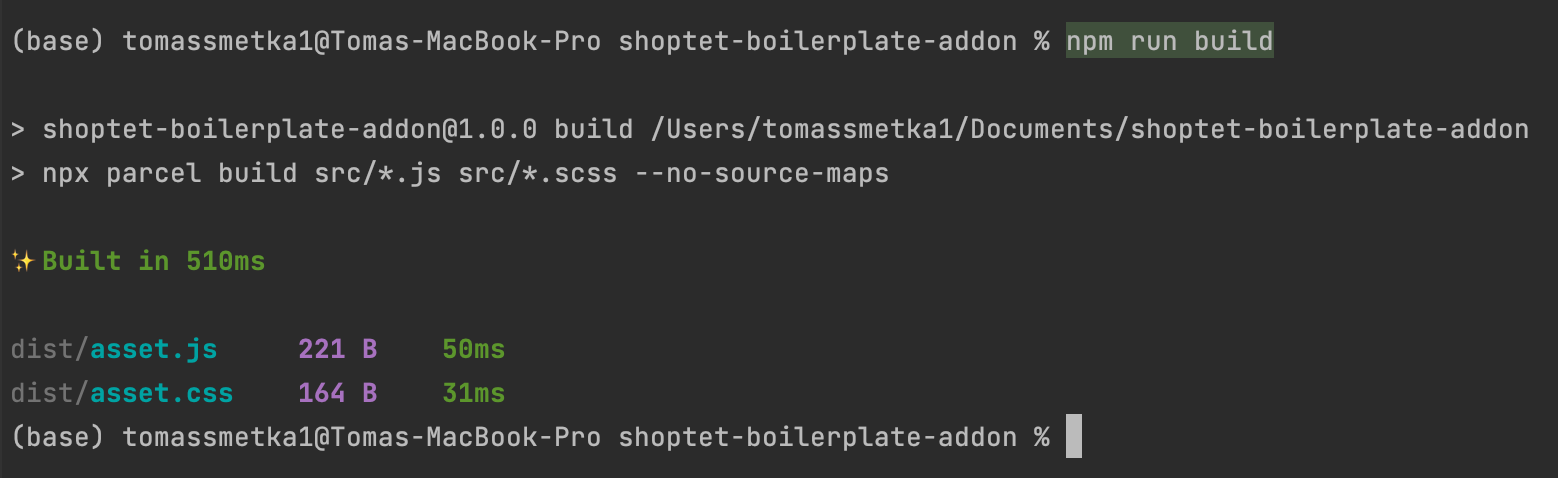 (base) tomassmetka1@Tomas-MacBook-Pro shoptet-boilerplate-addon % npm run build
> shoptet-boilerplate-addon@1.0.0 build /Users/tomassmetka1/Documents/shoptet-boilerplate-addon
> npx parcel build src/*.js src/*.scss --no-source-maps
✨ Built in 510ms
dist/asset.js 221 B 50ms
dist/asset.css 164 B 31ms
(base) tomassmetka1@Tomas-MacBook-Pro shoptet-boilerplate-addon %